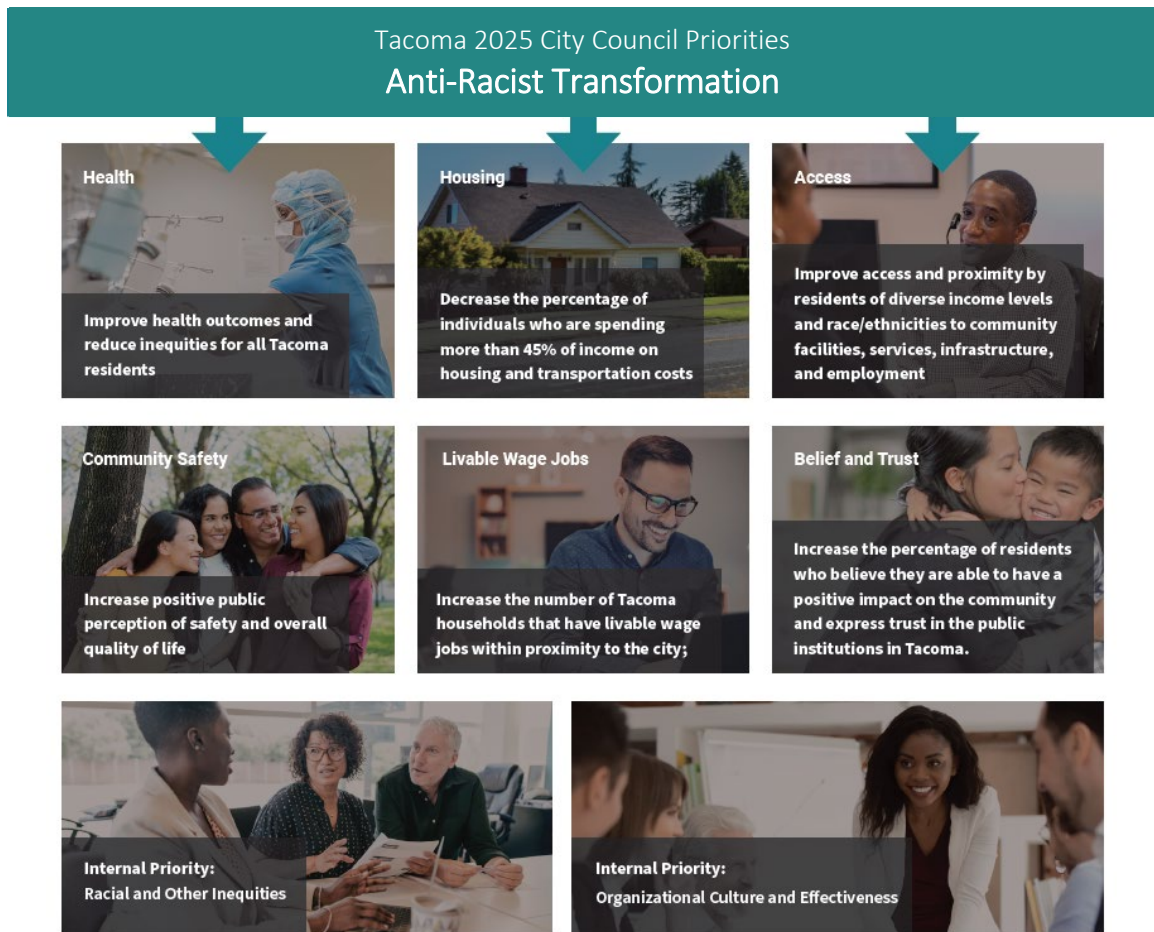 Tacoma 2025 City Council Priorities
Anti-Racist Transformation
Health
Improve health outcomes and
reduce inequities for all Tacoma
residents
Housing
Decrease the percentage of
individuals who are spending
more than 45% of income on
housing and transportation costs
Access
Improve access and proximity by
residents of diverse income levels
and race/ethnicities to community
facilities, services, infrastructure,
and employment
Community Safety
Increase positive public
perception of safety and overall
quality of life
Livable Wage Jobs
Increase the number of Tacoma
households that have livable wage
jobs within proximity to the city;
Belief and Trust
Increase the percentage of residents
who believe they are able to have a
positive impact on the community
and express trust in the public
institutions in Tacoma.
Internal Priority:
Racial and Other Inequities
Internal Priority:
Organizational Culture and Effectiveness